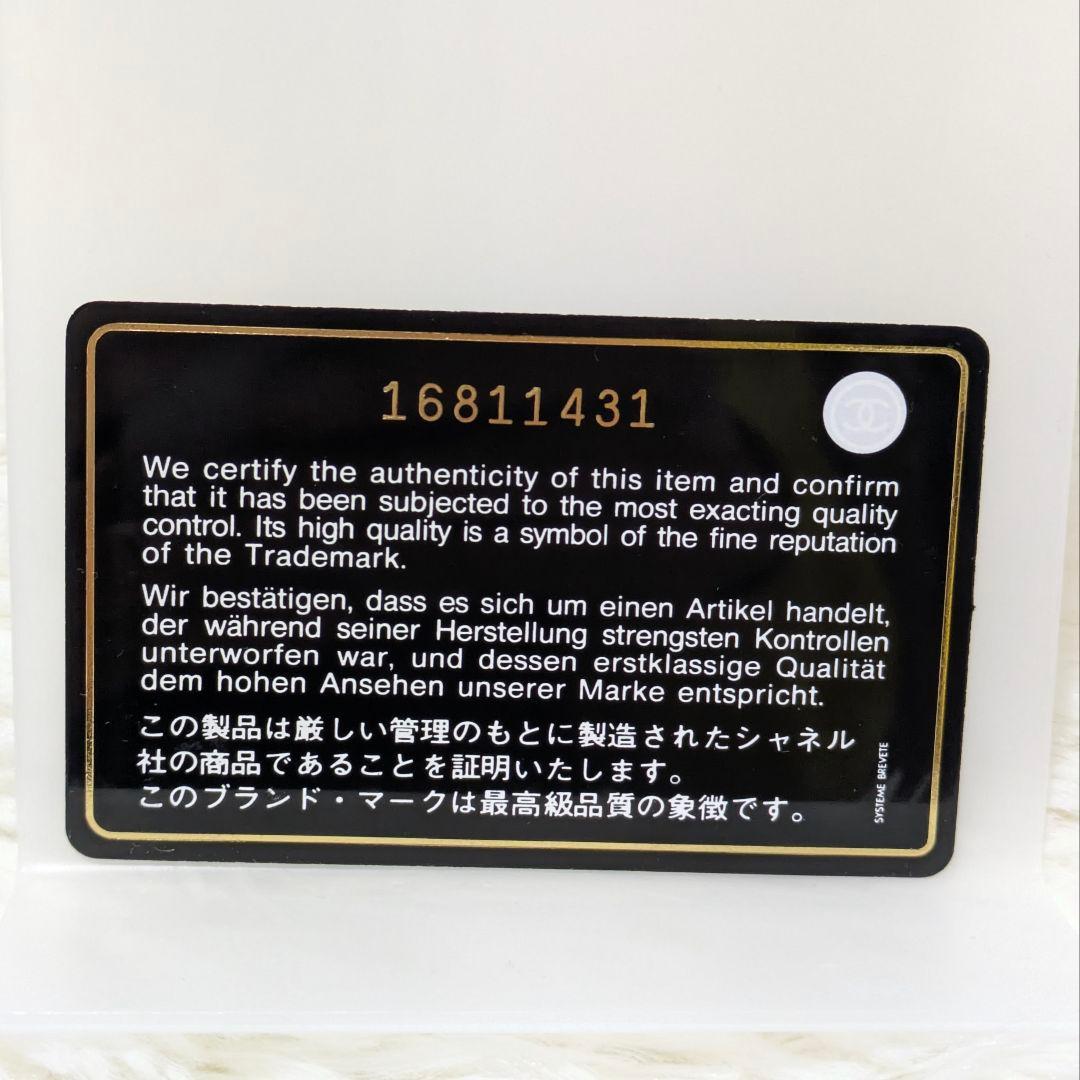 16811431
We certify the authenticity of this item and confirm
that it has been subjected to the most exacting quality
control. Its high quality is a symbol of the fine reputation
of the Trademark.
Wir bestätigen, dass es sich um einen Artikel handelt,
der während seiner Herstellung strengsten Kontrollen
unterworfen war, und dessen erstklassige Qualität
dem hohen Ansehen unserer Marke entspricht.
この製品は厳しい管理のもとに製造されたシャネル
社の商品であることを証明いたします。
このブランド・マークは最高級品質の象徴です。
SYSTEME BREVETE